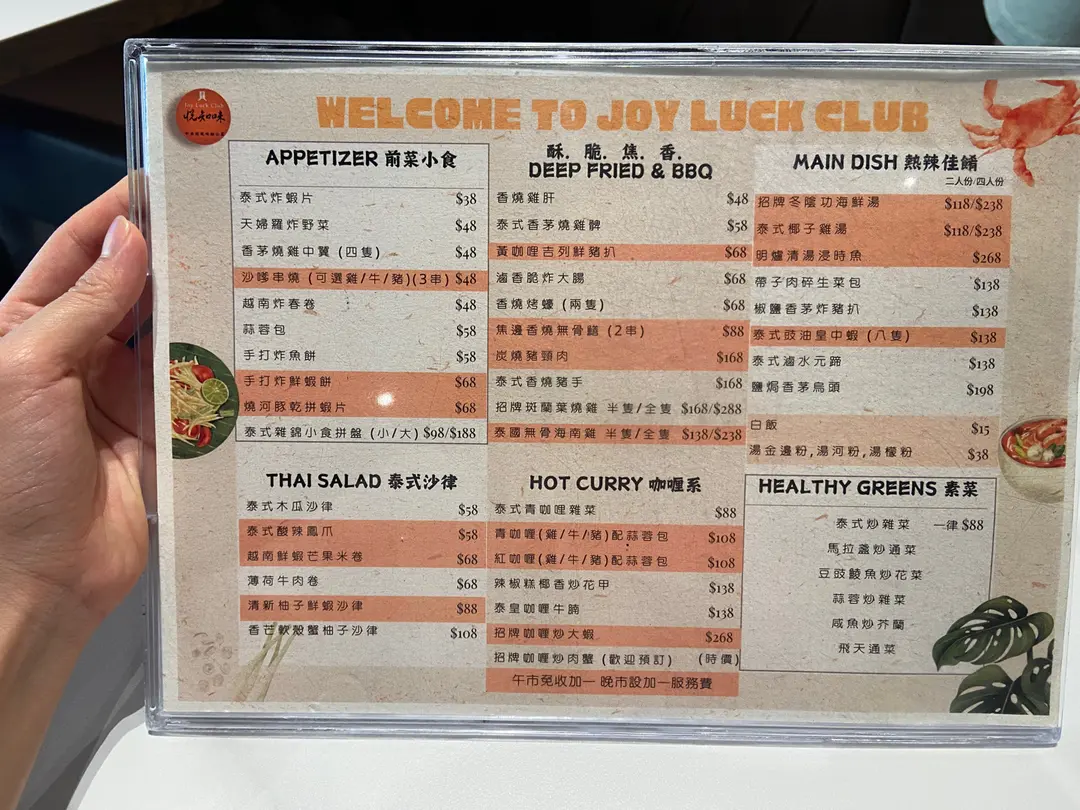 Joy Luck Club
悅知味
WELCOME TO JOY LUCK CLUB
APPETIZER 前菜小食
泰式炸蝦片 $38
天婦羅炸野菜 $48
香茅燒雞中翼 (四隻) $48
沙嗲串燒 (可選雞/牛/豬)(3串) $48
越南炸春卷 $48
蒜蓉包 $58
手打炸魚餅 $58
手打炸鮮蝦餅 $68
燒河豚乾拼蝦片 $68
泰式雜錦小食拼盤 (小/大) $98/$188
THAI SALAD 泰式沙律
泰式木瓜沙律 $58
泰式酸辣鳳爪 $58
越南鮮蝦芒果米卷 $68
薄荷牛肉卷 $68
清新柚子鮮蝦沙律 $88
香芒軟殼蟹柚子沙律 $108
酥. 脆. 焦. 香.
DEEP FRIED & BBQ
香燒雞肝 $48
泰式香茅燒雞髀 $58
黃咖喱吉列鮮豬扒 $68
滷香脆炸大腸 $68
香燒烤蠔 (兩隻) $68
焦邊香燒無骨鱔 (2串) $88
炭燒豬頸肉 $168
泰式香燒豬手 $168
招牌斑蘭葉燒雞 半隻/全隻 $168/$288
泰國無骨海南雞 半隻/全隻 $138/$238
HOT CURRY 咖喱系
泰式青咖喱雜菜 $88
青咖喱(雞/牛/豬)配蒜蓉包 $108
紅咖喱(雞/牛/豬)配蒜蓉包 $108
辣椒糕椰香炒花甲 $138
泰皇咖喱牛腩 $138
招牌咖喱炒大蝦 $268
招牌咖喱炒肉蟹 (歡迎預訂) (時價)
午市免收加一 晚市設加一服務費
MAIN DISH 熱辣佳餚
二人份/四人份
招牌冬陰功海鮮湯 $118/$238
泰式椰子雞湯 $118/$238
明爐清湯浸時魚 $268
帶子肉碎生菜包 $138
椒鹽香茅炸豬扒 $138
泰式豉油皇中蝦 (八隻) $138
泰式滷水元蹄 $138
鹽焗香茅烏頭 $198
白飯 $15
湯金邊粉,湯河粉,湯檬粉 $38
HEALTHY GREENS 素菜
泰式炒雜菜 一律 $88
馬拉盞炒通菜
豆豉鯪魚炒花菜
蒜蓉炒雜菜
咸魚炒芥蘭
飛天通菜